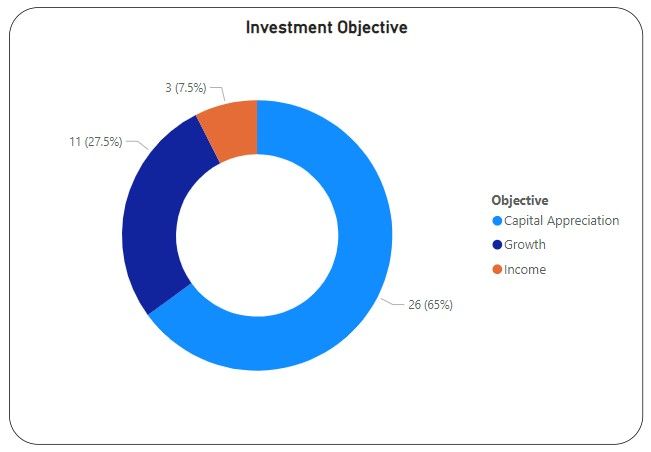 Investment Objective
3 (7.5%)
11 (27.5%)
26 (65%)
Objective
Capital Appreciation
Growth
Income